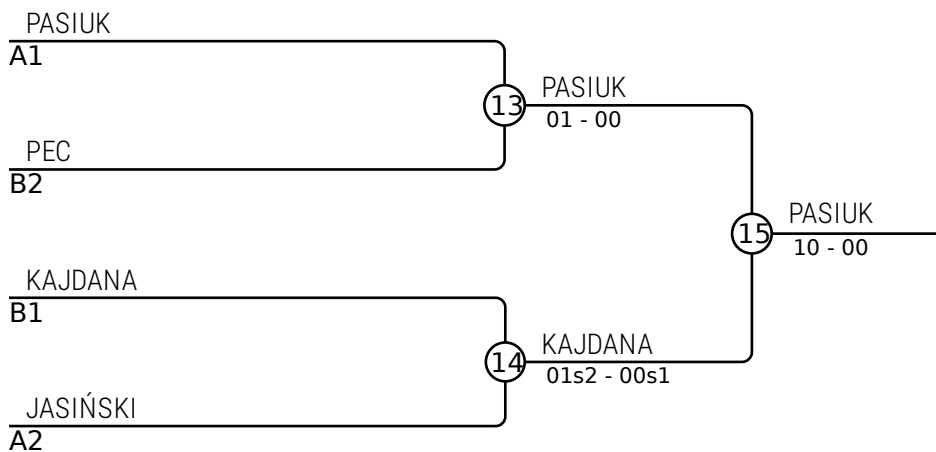 PASIUK
A1
13
PASIUK
01 - 00
PEC
B2
15
PASIUK
10 - 00
KAJDANA
B1
14
KAJDANA
01s2 - 00s1
JASIŃSKI
A2